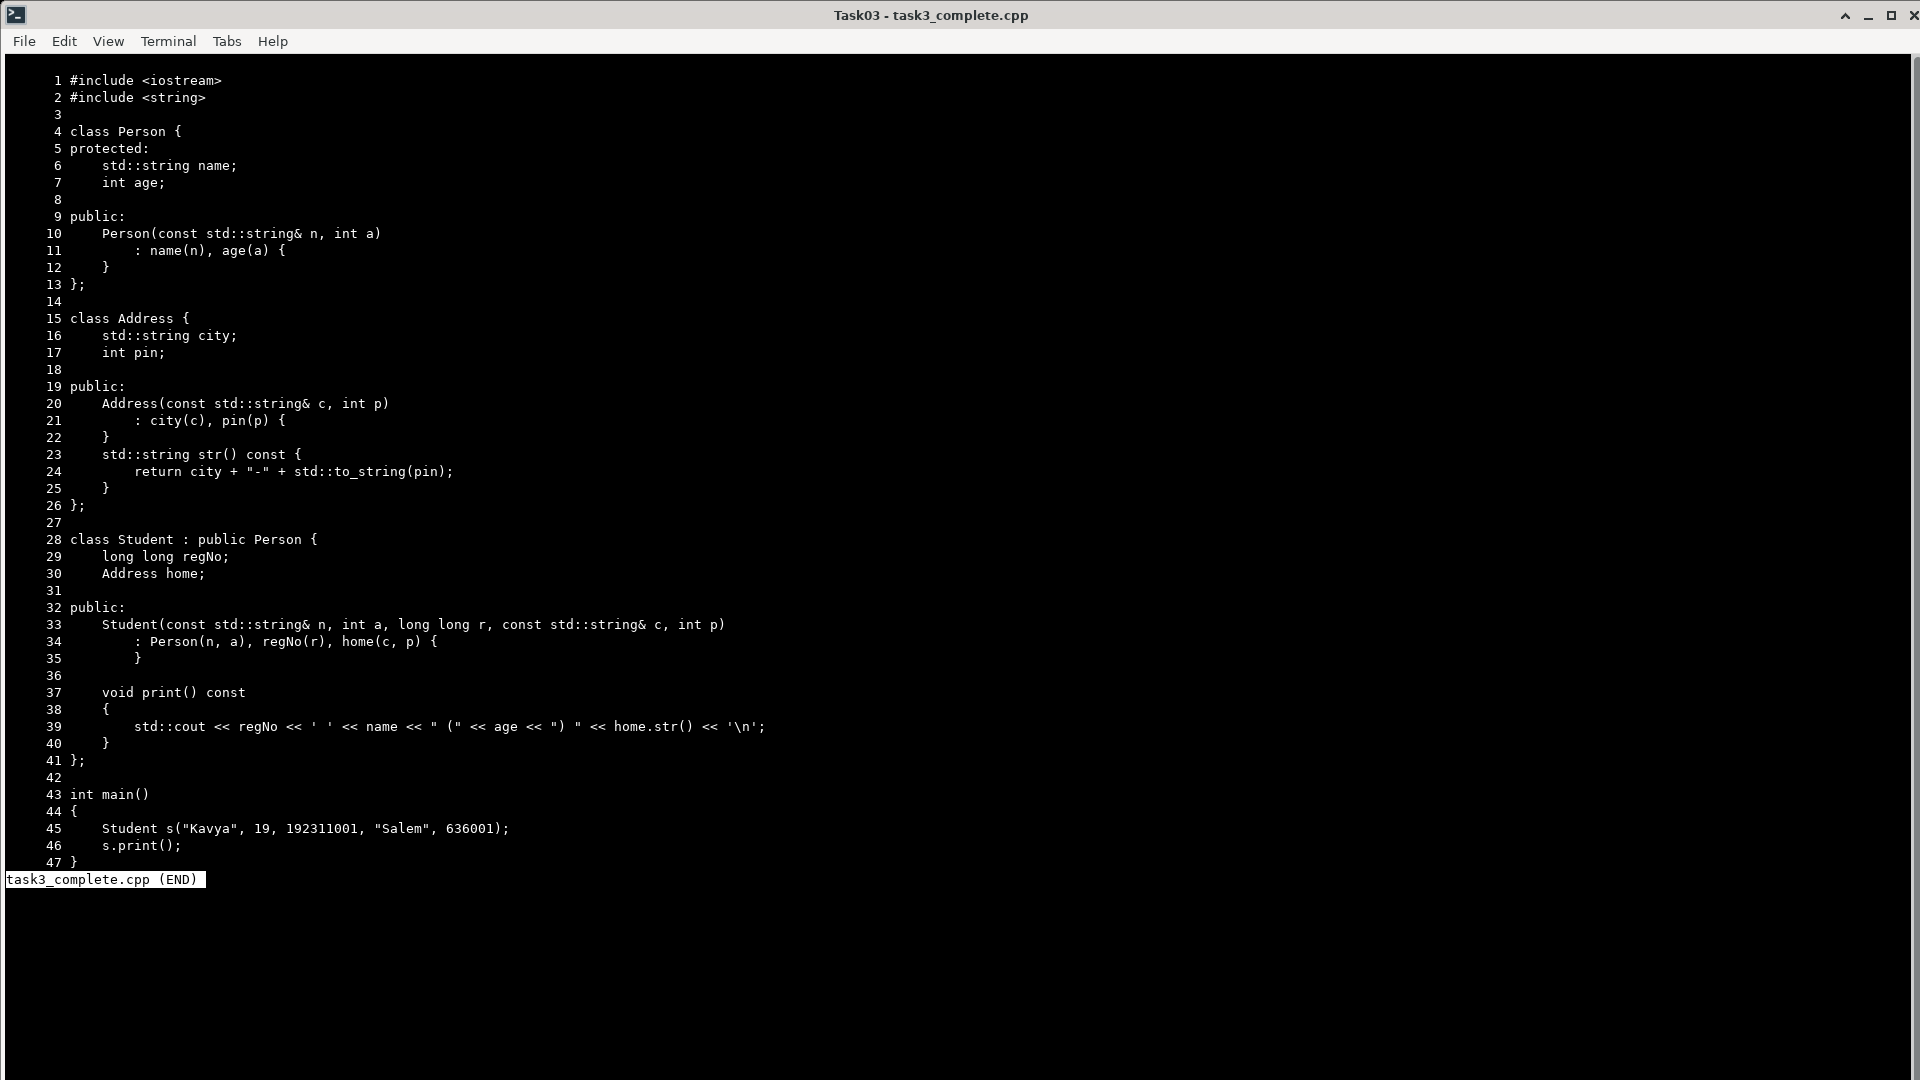 Task03 - task3_complete.cpp
File Edit View Terminal Tabs Help
1 #include <iostream>
2 #include <string>
3
4 class Person {
5 protected:
6     std::string name;
7     int age;
8
9 public:
10     Person(const std::string& n, int a)
11         : name(n), age(a) {
12     }
13 };
14
15 class Address {
16     std::string city;
17     int pin;
18
19 public:
20     Address(const std::string& c, int p)
21         : city(c), pin(p) {
22     }
23     std::string str() const {
24         return city + "-" + std::to_string(pin);
25     }
26 };
27
28 class Student : public Person {
29     long long regNo;
30     Address home;
31
32 public:
33     Student(const std::string& n, int a, long long r, const std::string& c, int p)
34         : Person(n, a), regNo(r), home(c, p) {
35         }
36
37     void print() const
38     {
39         std::cout << regNo << ' ' << name << " (" << age << ") " << home.str() << '\n';
40     }
41 };
42
43 int main()
44 {
45     Student s("Kavya", 19, 192311001, "Salem", 636001);
46     s.print();
47 }
task3_complete.cpp (END)